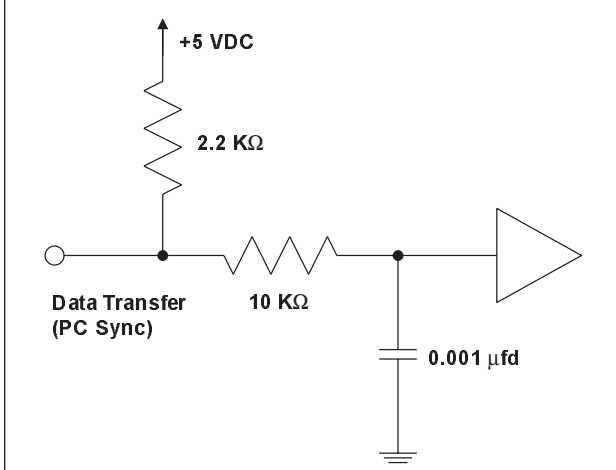 +5 VDC
2.2 KΩ
Data Transfer
(PC Sync)
10 KΩ
0.001 μfd